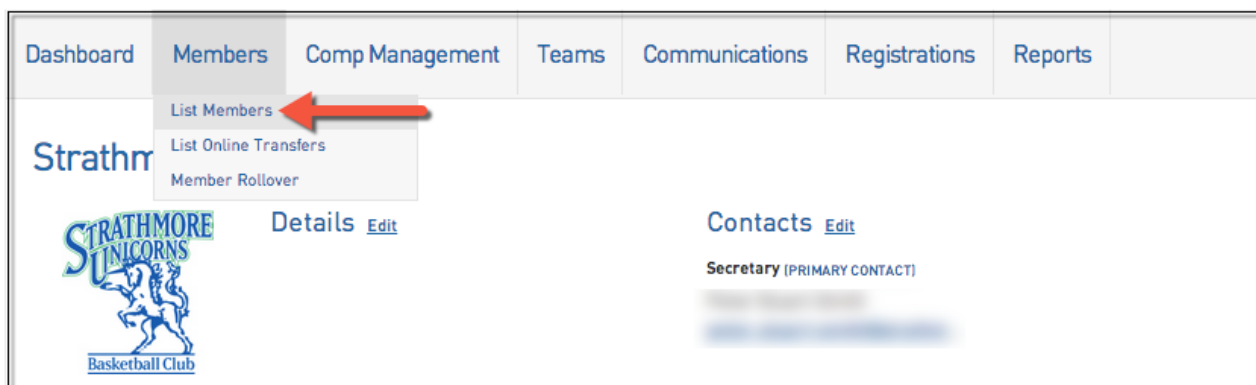 Dashboard Members Comp Management Teams Communications Registrations Reports
List Members
List Online Transfers
Member Rollover
Strathm
STRATHMORE
UNICORNS
Basketball Club
Details Edit
Contacts Edit
Secretary (PRIMARY CONTACT)